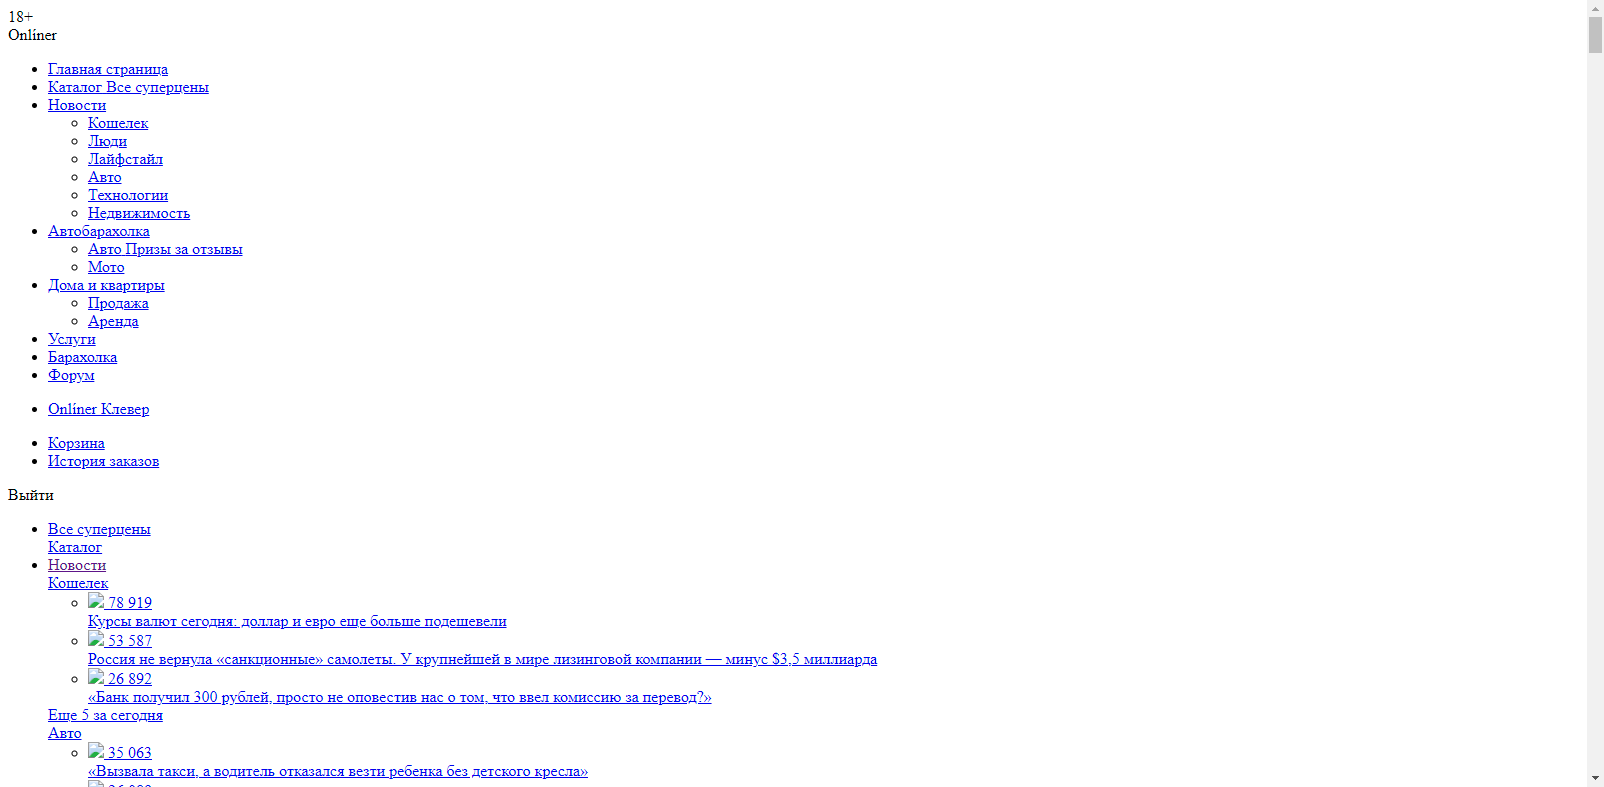 18+
Onlíner
Главная страница
Каталог Все суперцены
Новости
Кошелек
Люди
Лайфстайл
Авто
Технологии
Недвижимость
Автобарахолка
Авто Призы за отзывы
Мото
Дома и квартиры
Продажа
Аренда
Услуги
Барахолка
Форум
Onlíner Клевер
Корзина
История заказов
Выйти
Все суперцены
Каталог
Новости
Кошелек
78 919
Курсы валют сегодня: доллар и евро еще больше подешевели
53 587
Россия не вернула «санкционные» самолеты. У крупнейшей в мире лизинговой компании — минус $3,5 миллиарда
26 892
«Банк получил 300 рублей, просто не оповестив нас о том, что ввел комиссию за перевод?»
Еще 5 за сегодня
Авто
35 063
«Вызвала такси, а водитель отказался везти ребенка без детского кресла»